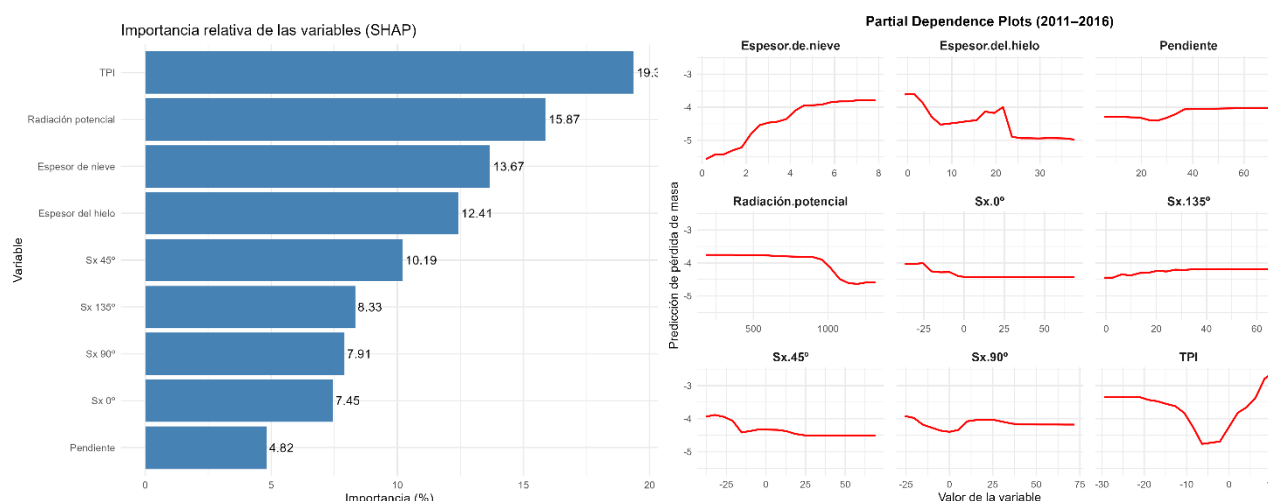 Importancia relativa de las variables (SHAP)
Variable
TPI
19.3
Radiación potencial
15.87
Espesor de nieve
13.67
Espesor del hielo
12.41
Sx 45º
10.19
Sx 135º
8.33
Sx 90º
7.91
Sx 0º
7.45
Pendiente
4.82
0 5 10 15 20
Importancia (%)
Partial Dependence Plots (2011–2016)
Predicción de pérdida de masa
Espesor.de.nieve Espesor.del.hielo Pendiente
-3
-4
-5
0 2 4 6 8
0 10 20 30
20 40 60
Radiación.potencial Sx.0º Sx.135º
-3
-4
-5
500 1000
-25 0 25 50
0 20 40 60
Sx.45º Sx.90º TPI
-3
-4
-5
0 50
-25 0 25 50 75
-30 -20 -10 0
Valor de la variable